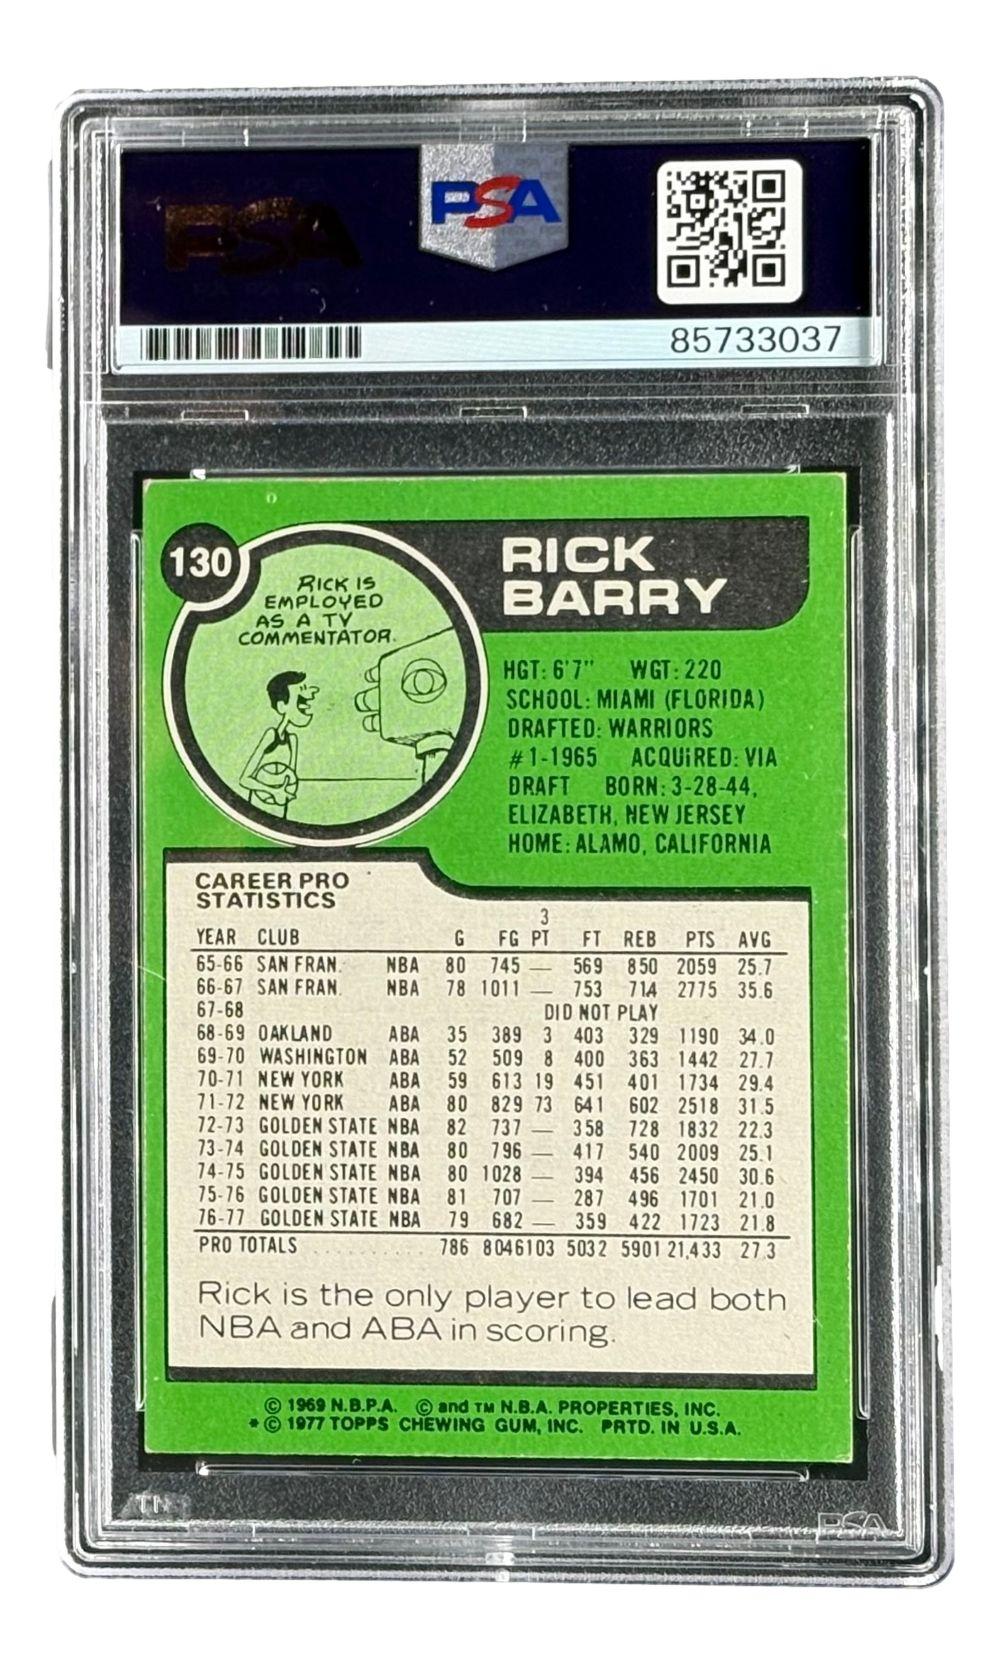 PSA
PSA
85733037
130
RICK IS
EMPLOYED
AS A TV
COMMENTATOR.
RICK
BARRY
HGT: 6'7" WGT: 220
SCHOOL: MIAMI (FLORIDA)
DRAFTED: WARRIORS
#1-1965 ACQUIRED: VIA
DRAFT BORN: 3-28-44,
ELIZABETH, NEW JERSEY
HOME: ALAMO, CALIFORNIA
CAREER PRO
STATISTICS
YEAR CLUB G FG 3 PT FT REB PTS AVG
65-66 SAN FRAN. NBA 80 745 — 569 850 2059 25.7
66-67 SAN FRAN. NBA 78 1011 — 753 714 2775 35.6
67-68 DID NOT PLAY
68-69 OAKLAND ABA 35 389 3 403 329 1190 34.0
69-70 WASHINGTON ABA 52 509 8 400 363 1442 27.7
70-71 NEW YORK ABA 59 613 19 451 401 1734 29.4
71-72 NEW YORK ABA 80 829 73 641 602 2518 31.5
72-73 GOLDEN STATE NBA 82 737 — 358 728 1832 22.3
73-74 GOLDEN STATE NBA 80 796 — 417 540 2009 25.1
74-75 GOLDEN STATE NBA 80 1028 — 394 456 2450 30.6
75-76 GOLDEN STATE NBA 81 707 — 287 496 1701 21.0
76-77 GOLDEN STATE NBA 79 682 — 359 422 1723 21.8
PRO TOTALS .......... 786 8046 103 5032 5901 21,433 27.3
Rick is the only player to lead both
NBA and ABA in scoring.
© 1969 N.B.P.A. © and TM N.B.A. PROPERTIES, INC.
* © 1977 TOPPS CHEWING GUM, INC. PRTD. IN U.S.A.
PSA